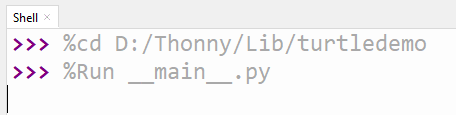 Shell ×
>>> %cd D:/Thonny/Lib/turtledemo
>>> %Run __main__.py